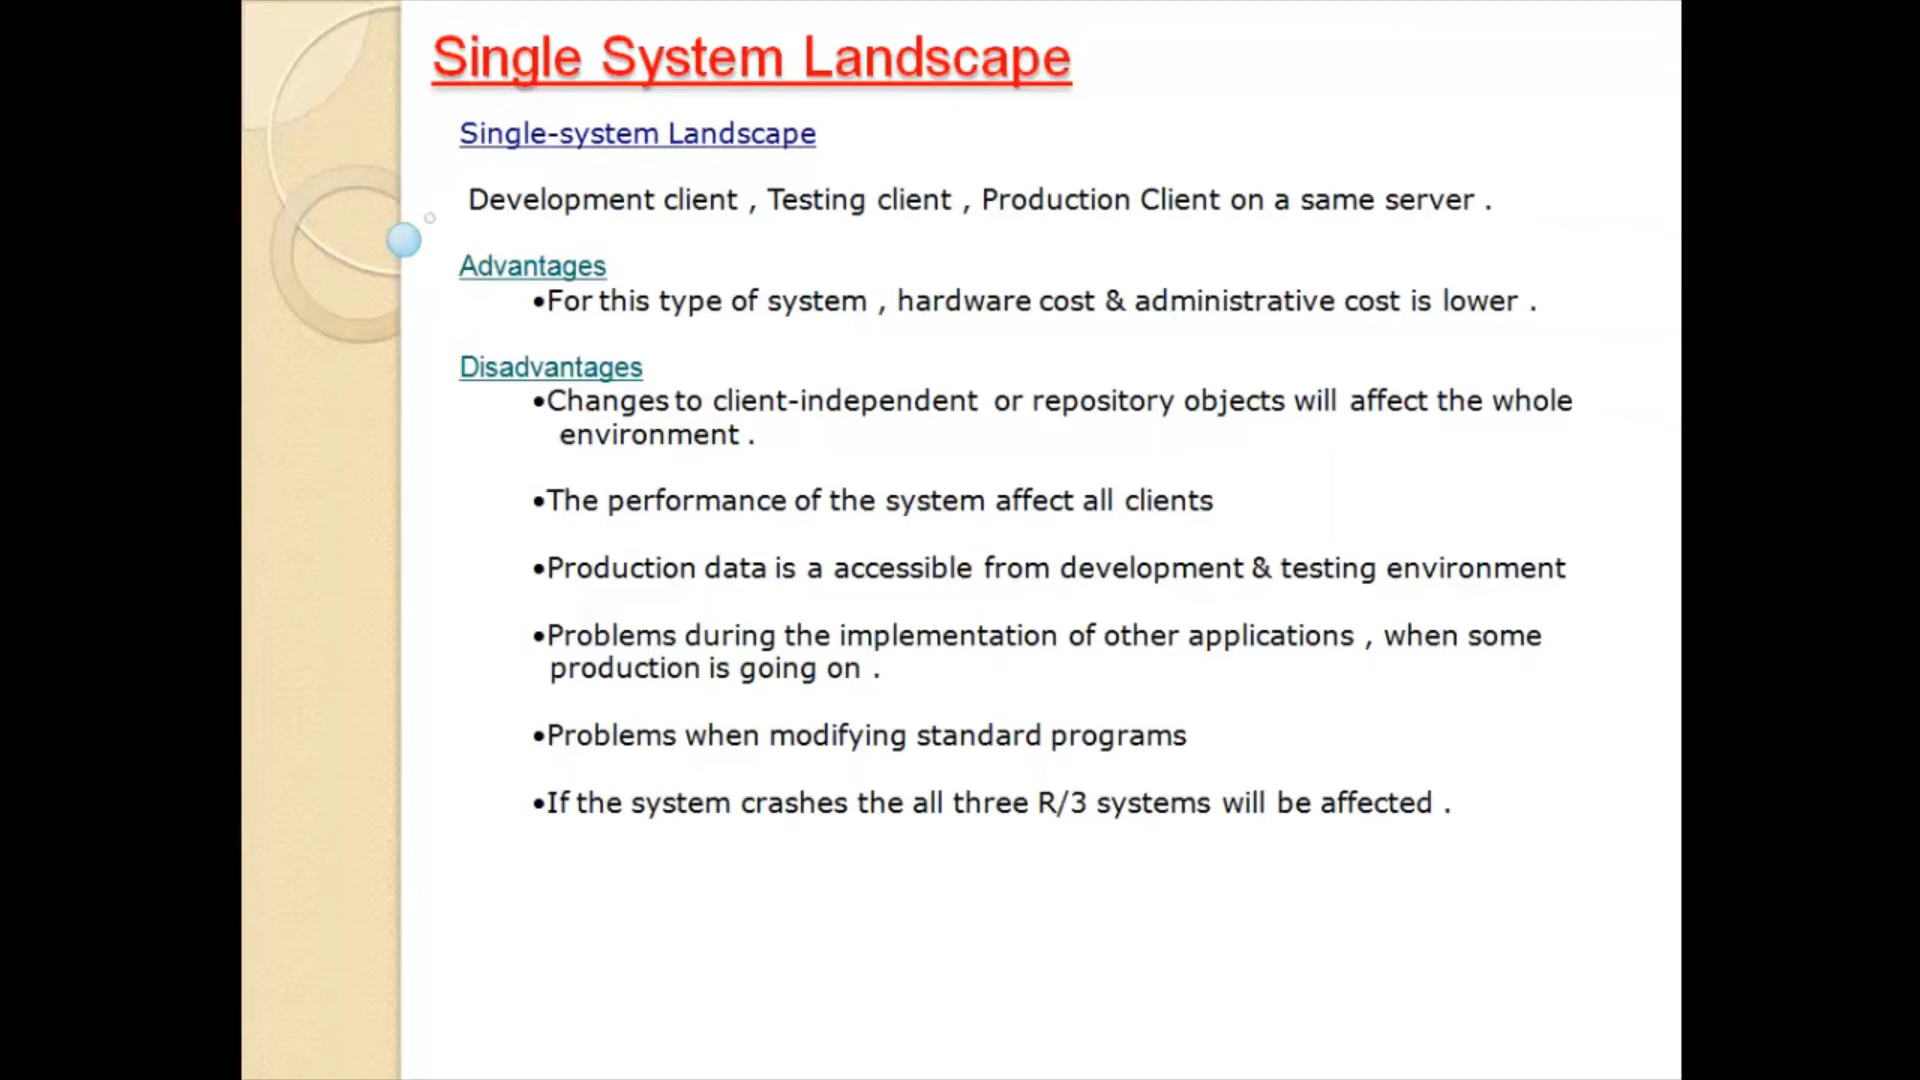 Single System Landscape
Single-system Landscape
Development client , Testing client , Production Client on a same server .
Advantages
•For this type of system , hardware cost & administrative cost is lower .
Disadvantages
•Changes to client-independent or repository objects will affect the whole
environment .
•The performance of the system affect all clients
•Production data is a accessible from development & testing environment
•Problems during the implementation of other applications , when some
production is going on .
•Problems when modifying standard programs
•If the system crashes the all three R/3 systems will be affected .